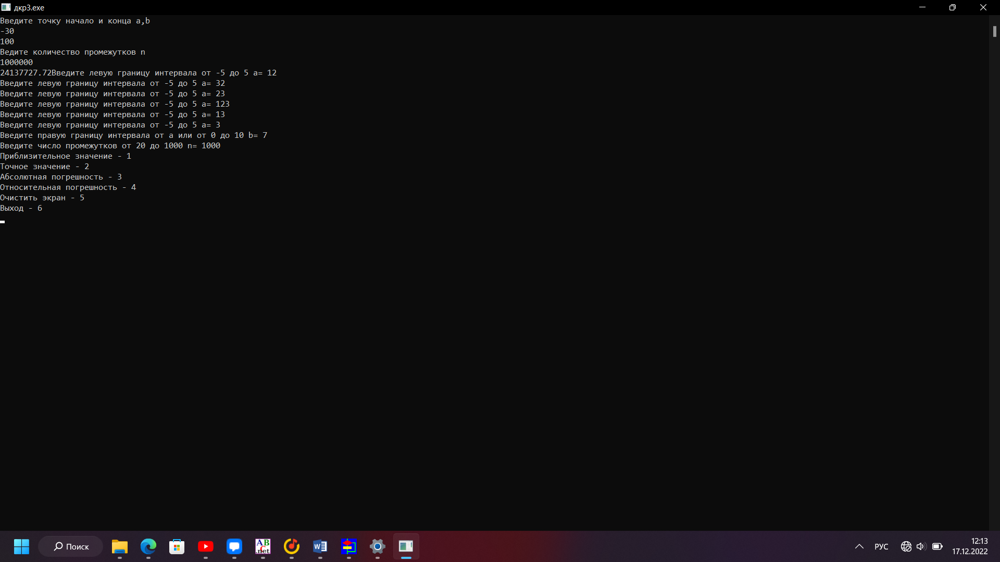 дкр3.exe
Введите точку начало и конца a,b
-30
100
Ведите количество промежутков n
1000000
24137727.72Введите левую границу интервала от -5 до 5 a= 12
Введите левую границу интервала от -5 до 5 a= 32
Введите левую границу интервала от -5 до 5 a= 23
Введите левую границу интервала от -5 до 5 a= 123
Введите левую границу интервала от -5 до 5 a= 13
Введите левую границу интервала от -5 до 5 a= 3
Введите правую границу интервала от a или от 0 до 10 b= 7
Введите число промежутков от 20 до 1000 n= 1000
Приблизительное значение - 1
Точное значение - 2
Абсолютная погрешность - 3
Относительная погрешность - 4
Очистить экран - 5
Выход - 6
Поиск
ABC
.net
W
РУС
12:13
17.12.2022